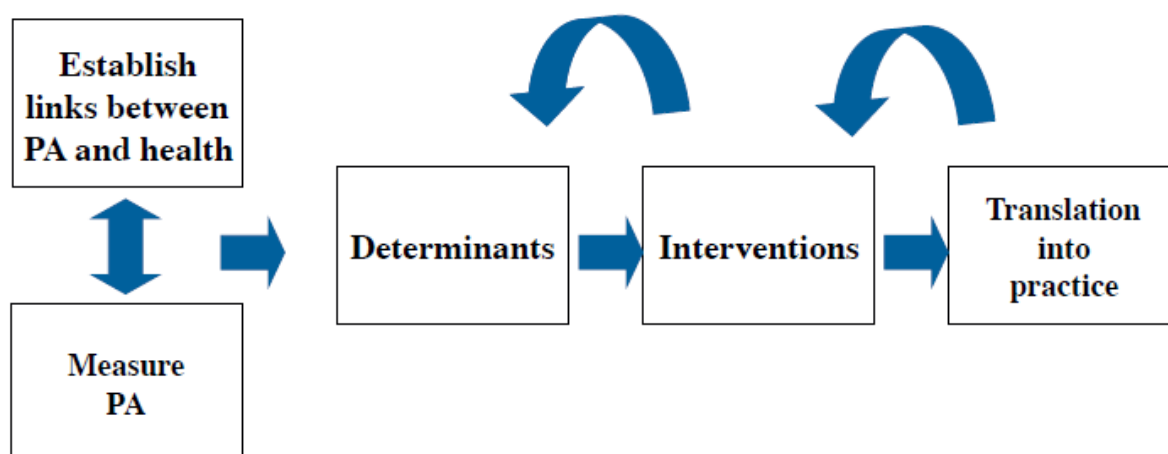 Establish
links between
PA and health
Measure
PA
Determinants
Interventions
Translation
into
practice